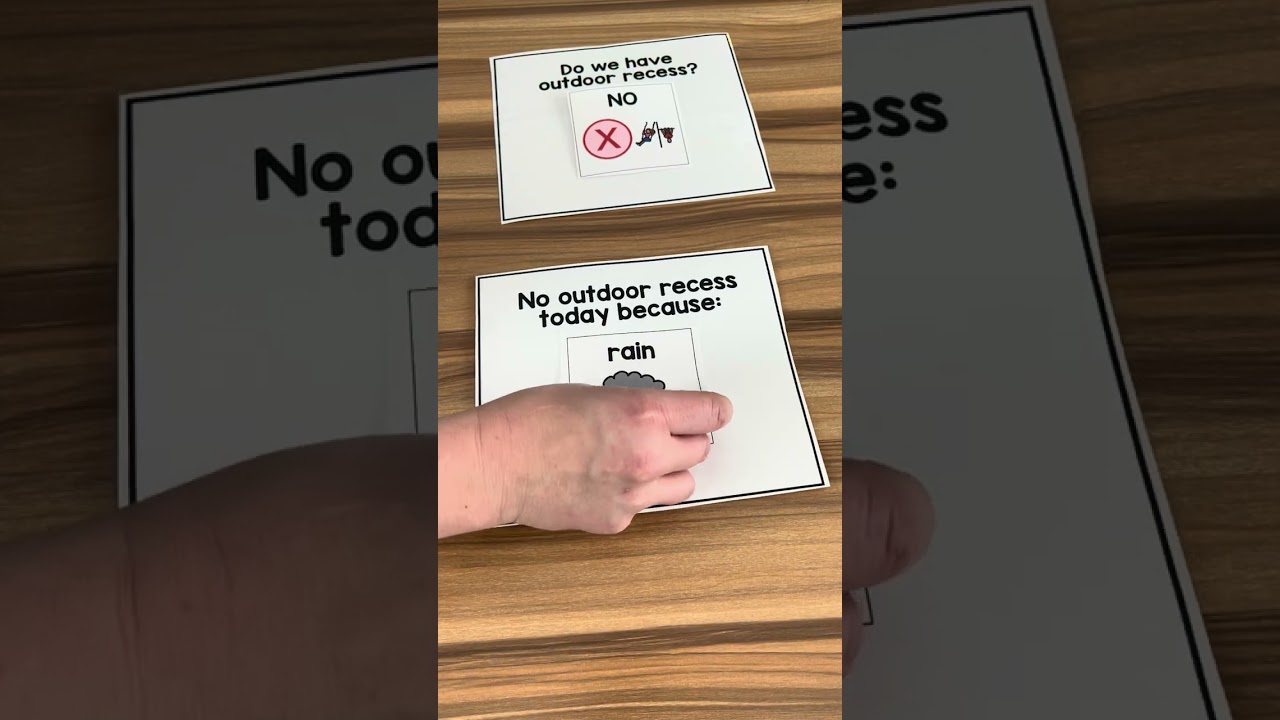 Do we have
outdoor recess?
NO
X
No outdoor recess
today because:
rain